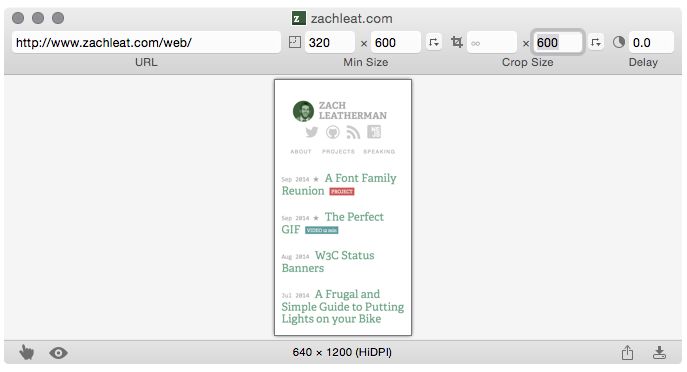 z zachleat.com
http://www.zachleat.com/web/ 320 × 600 ∞ × 600 0.0
URL Min Size Crop Size Delay
ZACH
LEATHERMAN
ABOUT PROJECTS SPEAKING
Sep 2014 ★ A Font Family
Reunion PROJECT
Sep 2014 ★ The Perfect
GIF VIDEO 12 MIN
Aug 2014 W3C Status
Banners
Jul 2014 A Frugal and
Simple Guide to Putting
Lights on your Bike
640 × 1200 (HiDPI)